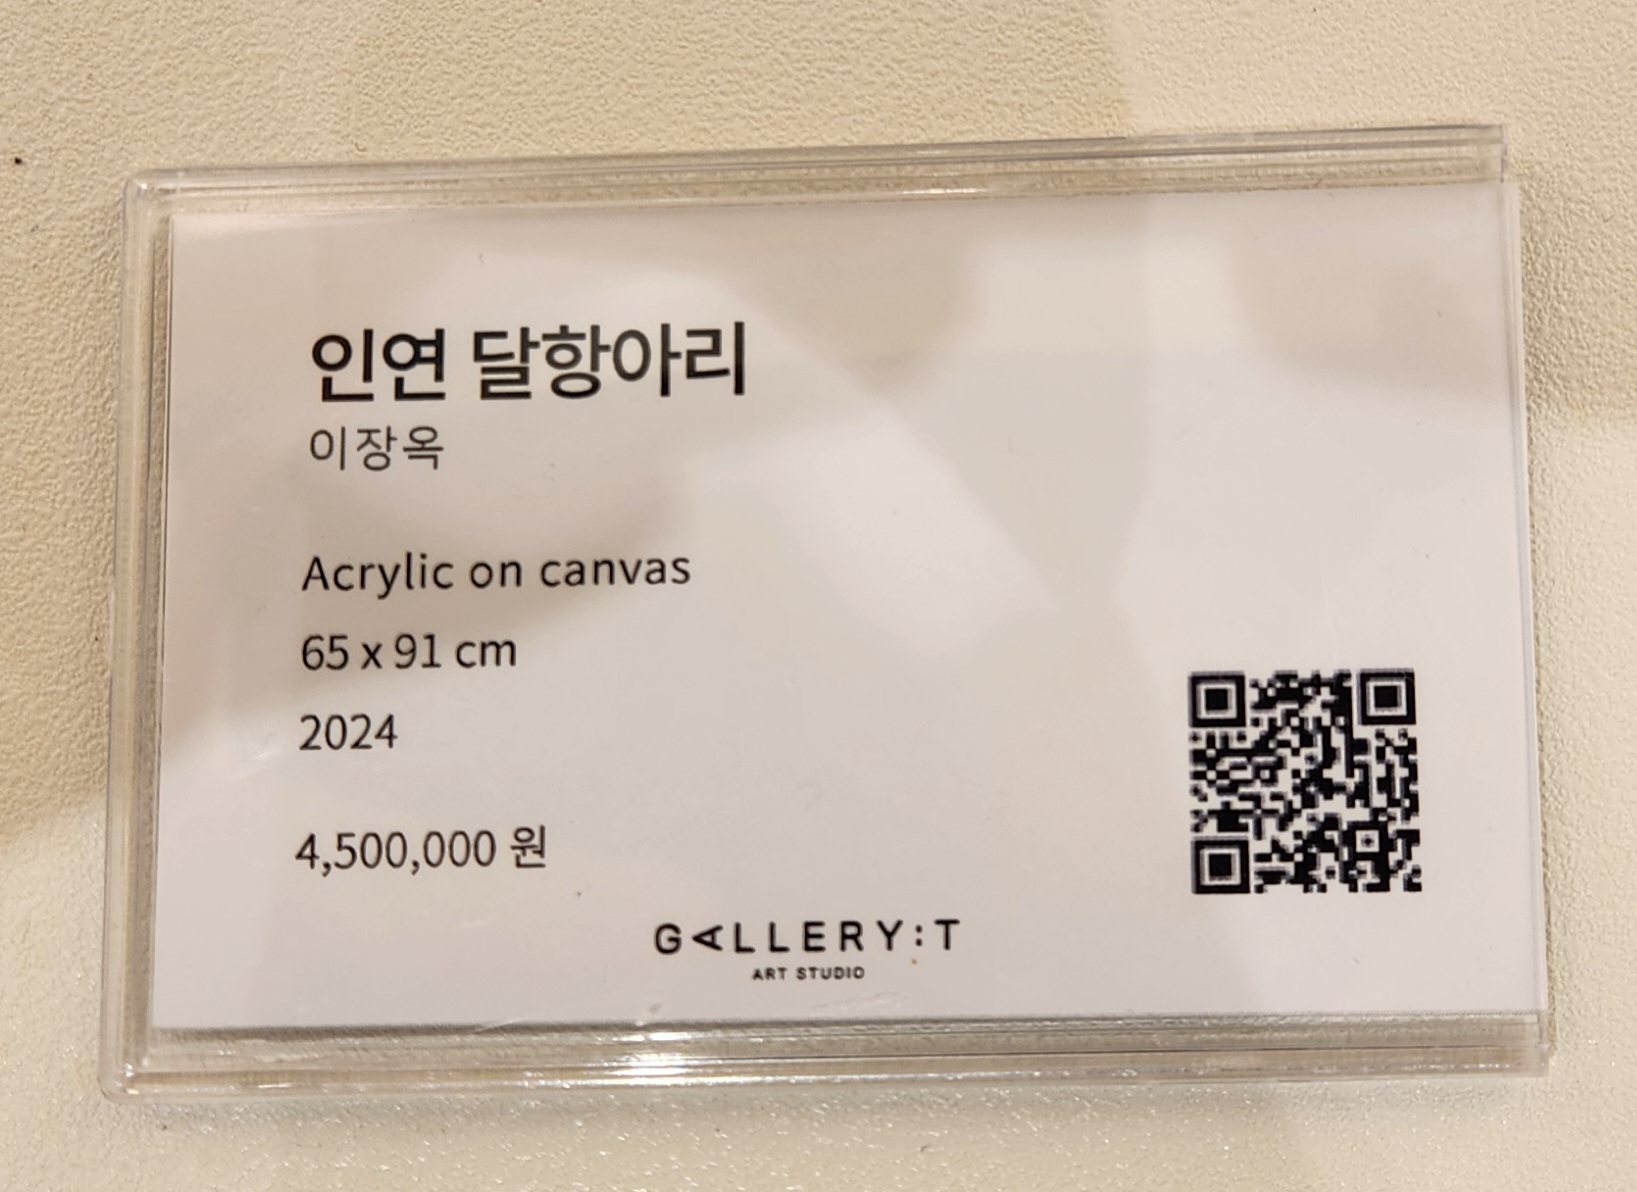 인연 달항아리
이장옥
Acrylic on canvas
65 x 91 cm
2024
4,500,000 원
GALLERY:T
ART STUDIO